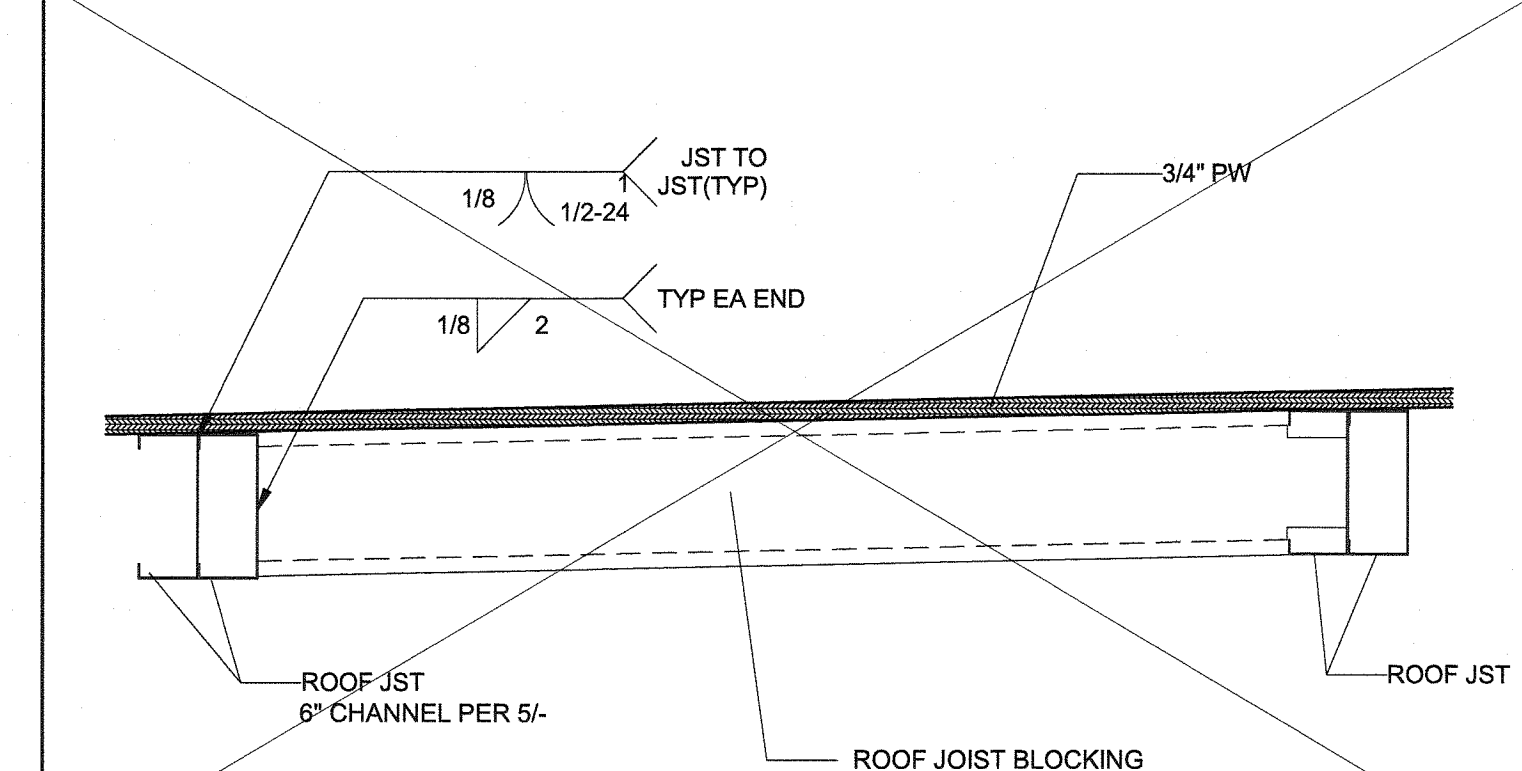 JST TO
JST(TYP)
1/8
1/2-24
1
3/4" PW
TYP EA END
1/8
2
ROOF JST
6" CHANNEL PER 5/-
ROOF JST
ROOF JOIST BLOCKING